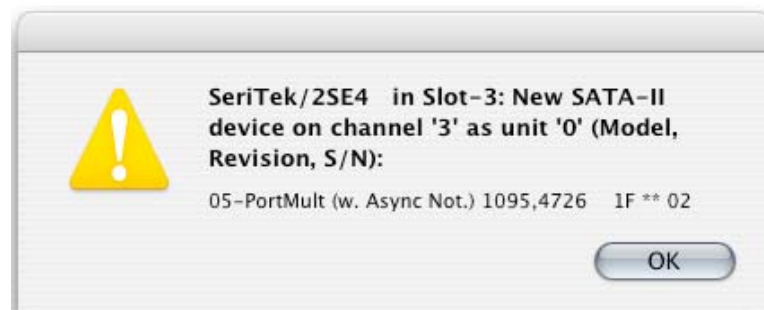 SeriTek/2SE4 in Slot-3: New SATA-II
device on channel '3' as unit '0' (Model,
Revision, S/N):
05-PortMult (w. Async Not.) 1095,4726 1F ** 02
OK